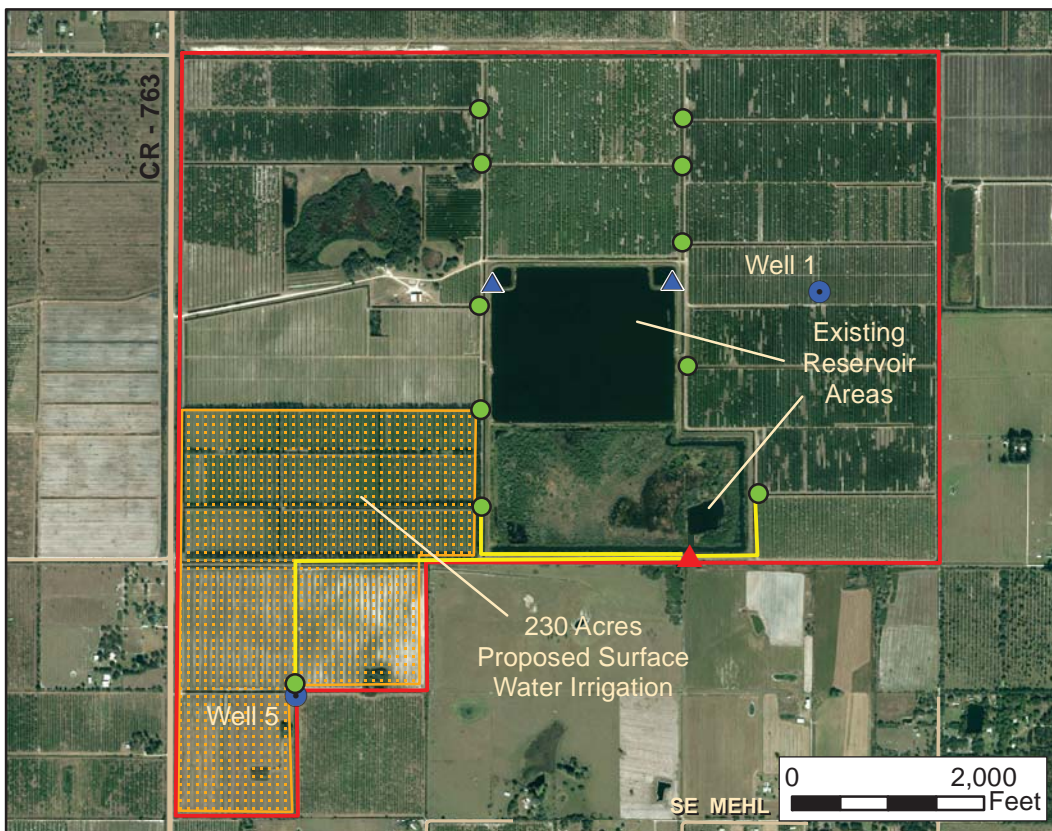 CR - 763
Well 1
Existing
Reservoir
Areas
230 Acres
Proposed Surface
Water Irrigation
Well 5
SE MEHL
0 2,000
Feet